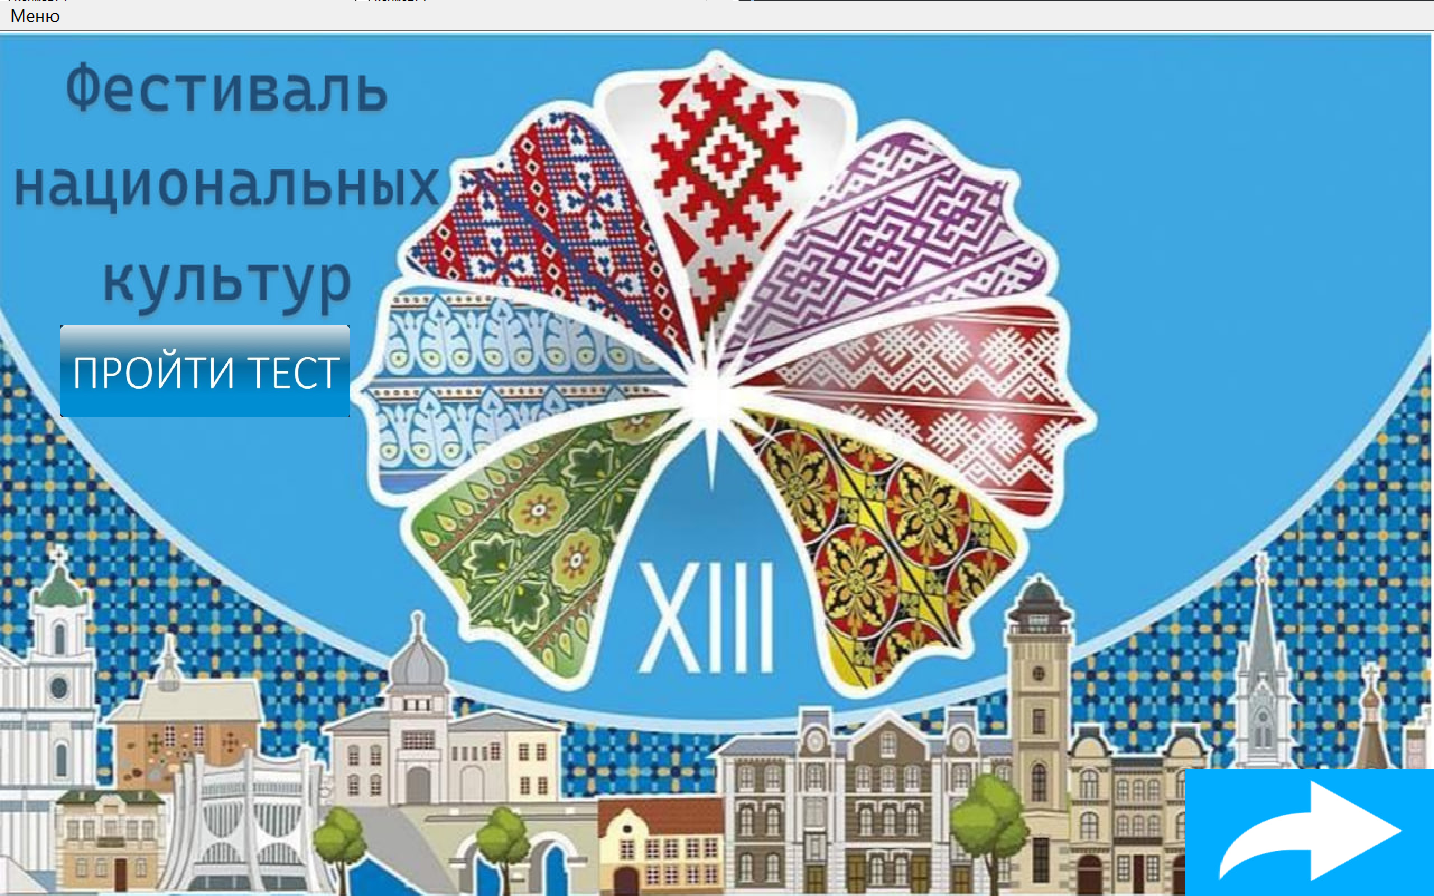 Меню
Фестиваль
национальных
культур
ПРОЙТИ ТЕСТ
XIII